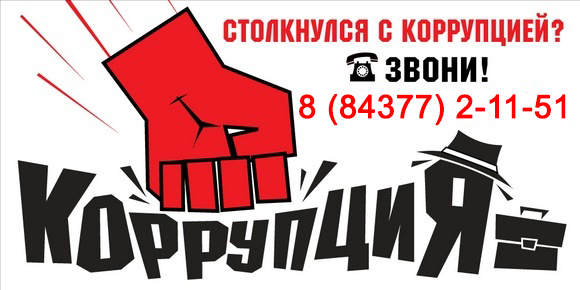 СТОЛКНУЛСЯ С КОРРУПЦИЕЙ?
ЗВОНИ!
8 (84377) 2-11-51
КОРРУПЦИЯ